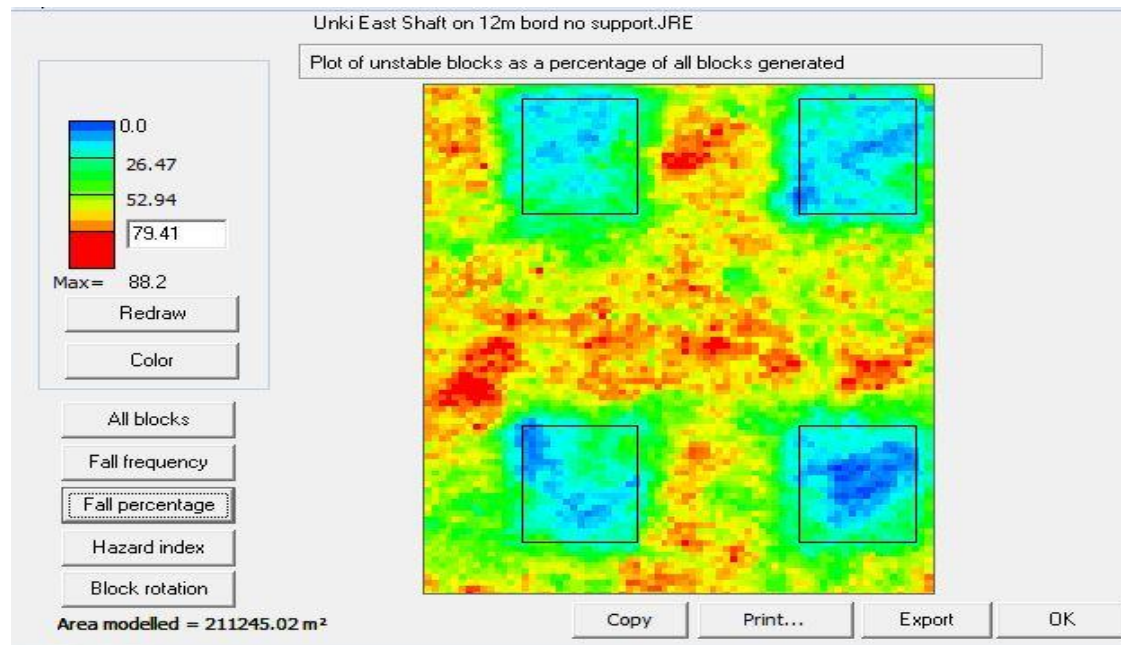 Unki East Shaft on 12m bord no support.JRE
Plot of unstable blocks as a percentage of all blocks generated
0.0
26.47
52.94
79.41
Max= 88.2
Redraw
Color
All blocks
Fall frequency
Fall percentage
Hazard index
Block rotation
Area modelled = 211245.02 m²
Copy
Print...
Export
OK